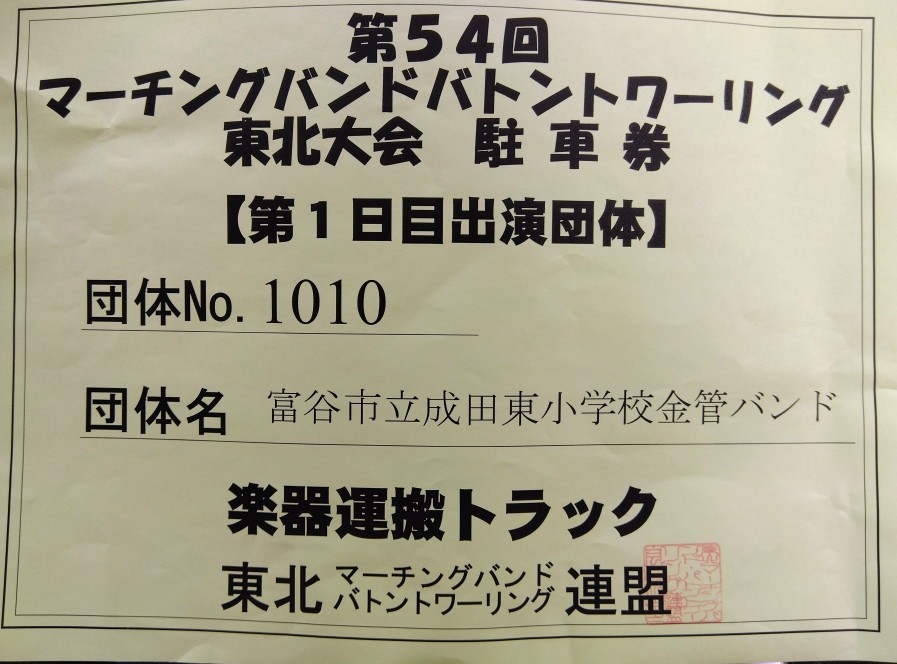 第54回
マーチングバンドバトントワーリング
東北大会 駐車券
【第1日目出演団体】
団体No. 1010
団体名 富谷市立成田東小学校金管バンド
楽器運搬トラック
東北 マーチングバンド バトントワーリング 連盟